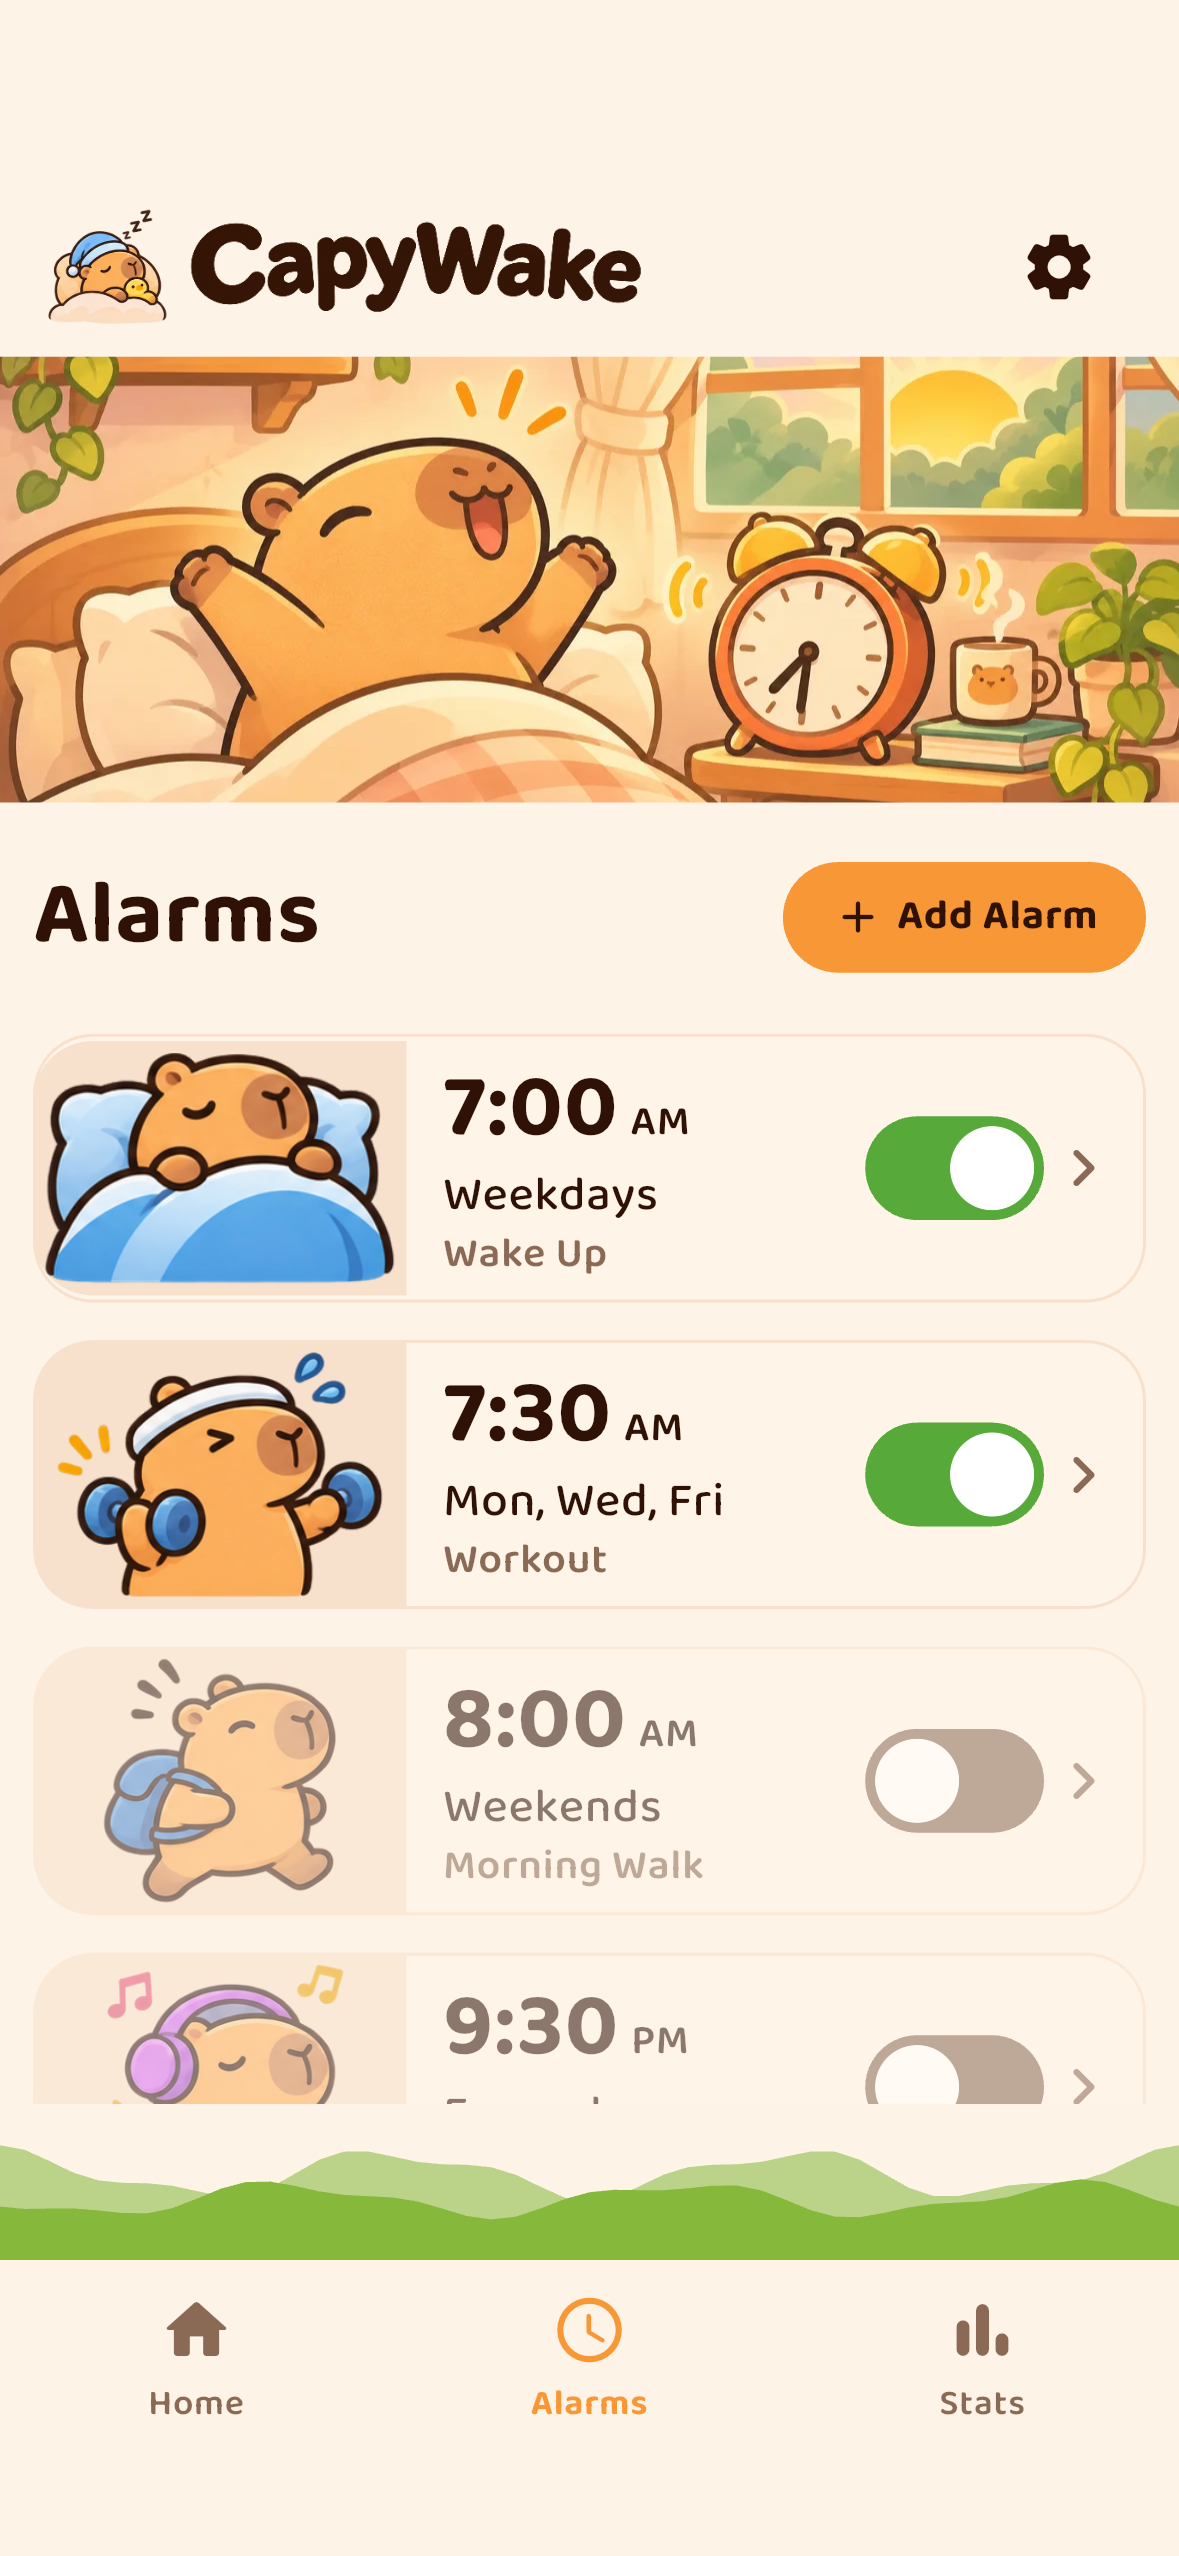 zzz
CapyWake
Alarms
+ Add Alarm
7:00 AM
Weekdays
Wake Up
7:30 AM
Mon, Wed, Fri
Workout
8:00 AM
Weekends
Morning Walk
9:30 PM
Home
Alarms
Stats